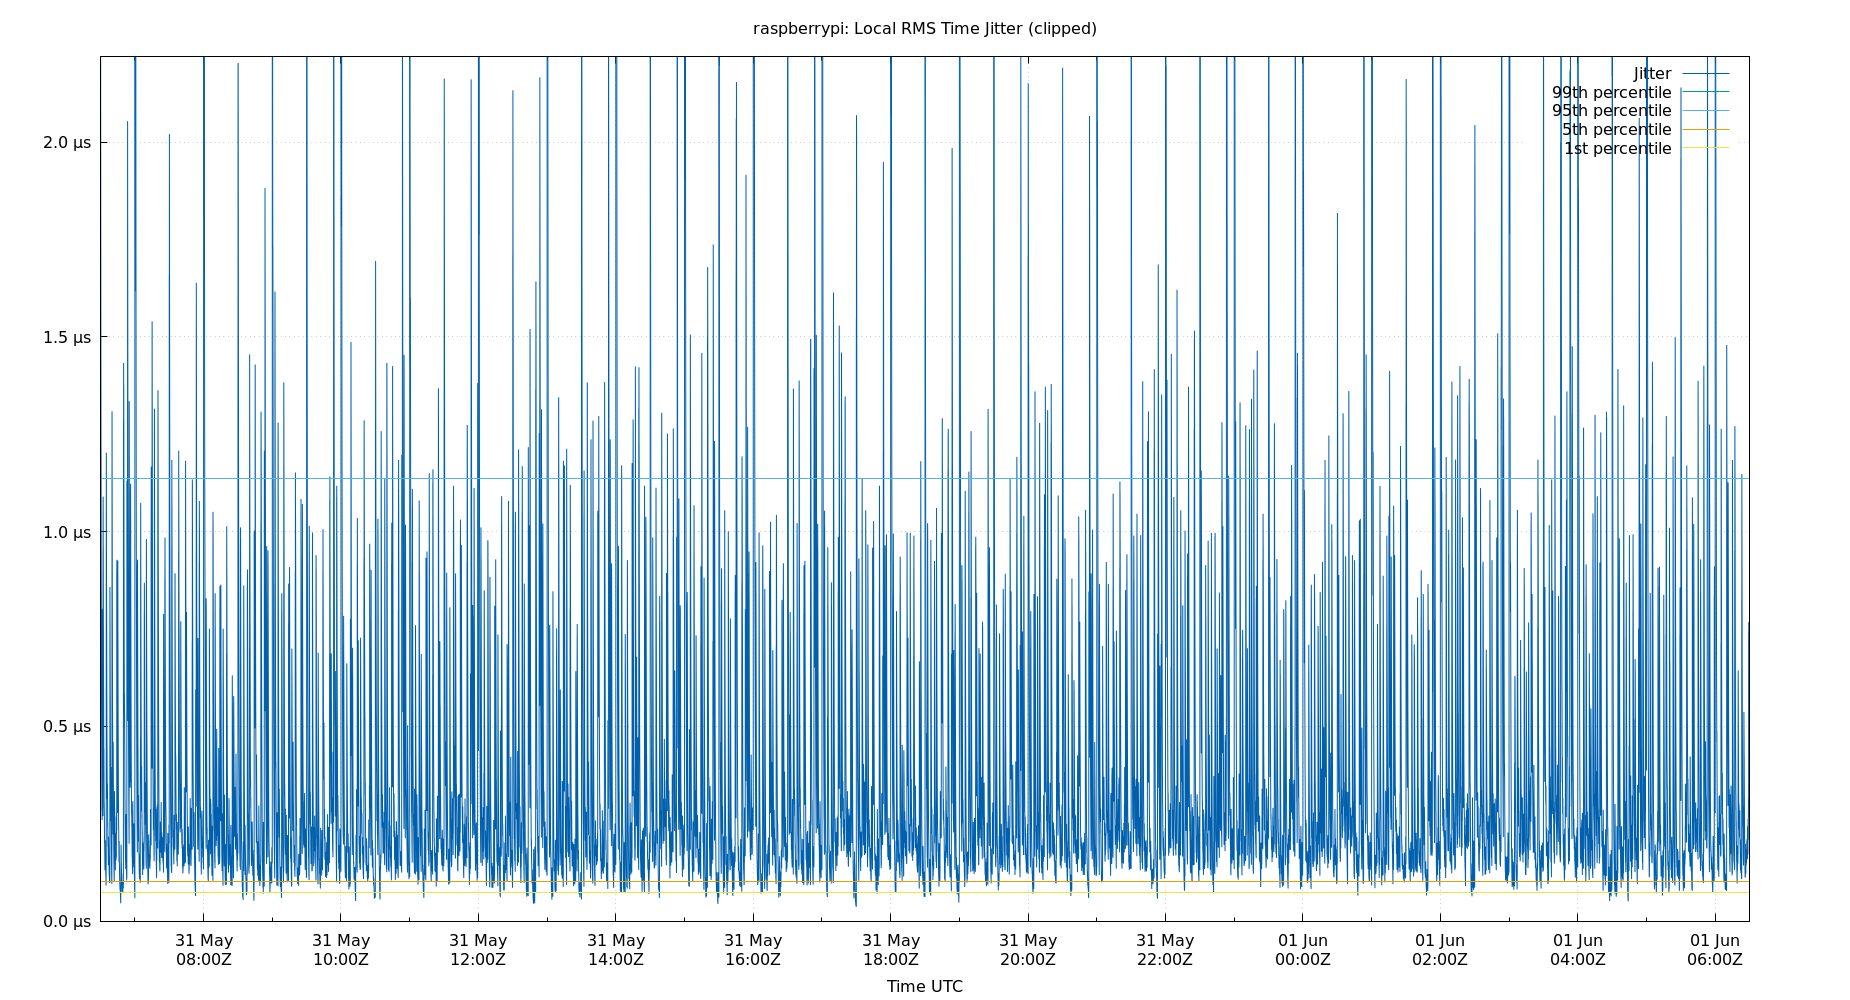 raspberrypi: Local RMS Time Jitter (clipped)
Jitter
99th percentile
95th percentile
5th percentile
1st percentile
2.0 µs
1.5 µs
1.0 µs
0.5 µs
0.0 µs
31 May 31 May 31 May 31 May 31 May 31 May 31 May 31 May 01 Jun 01 Jun 01 Jun 01 Jun
08:00Z 10:00Z 12:00Z 14:00Z 16:00Z 18:00Z 20:00Z 22:00Z 00:00Z 02:00Z 04:00Z 06:00Z
Time UTC